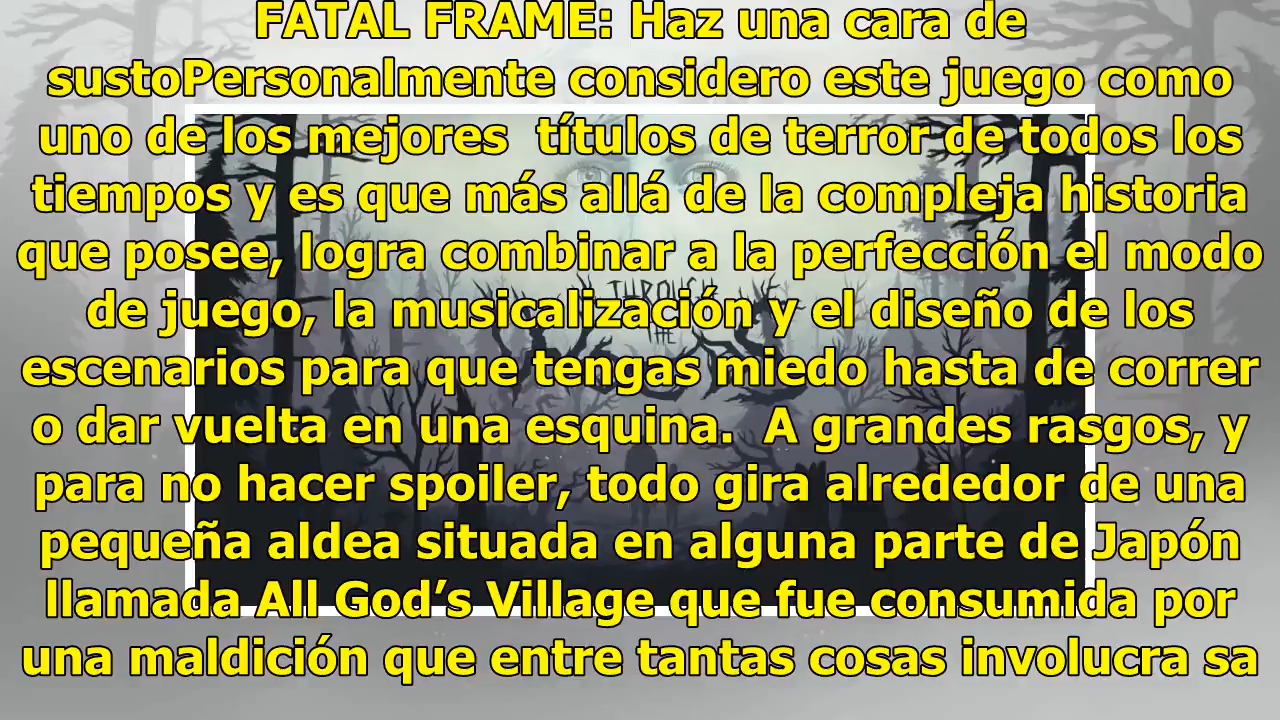 FATAL FRAME: Haz una cara de
sustoPersonalmente considero este juego como
uno de los mejores  títulos de terror de todos los
tiempos y es que más allá de la compleja historia
que posee, logra combinar a la perfección el modo
de juego, la musicalización y el diseño de los
escenarios para que tengas miedo hasta de correr
o dar vuelta en una esquina.  A grandes rasgos, y
para no hacer spoiler, todo gira alrededor de una
pequeña aldea situada en alguna parte de Japón
llamada All God’s Village que fue consumida por
una maldición que entre tantas cosas involucra sa
THROUGH
THE